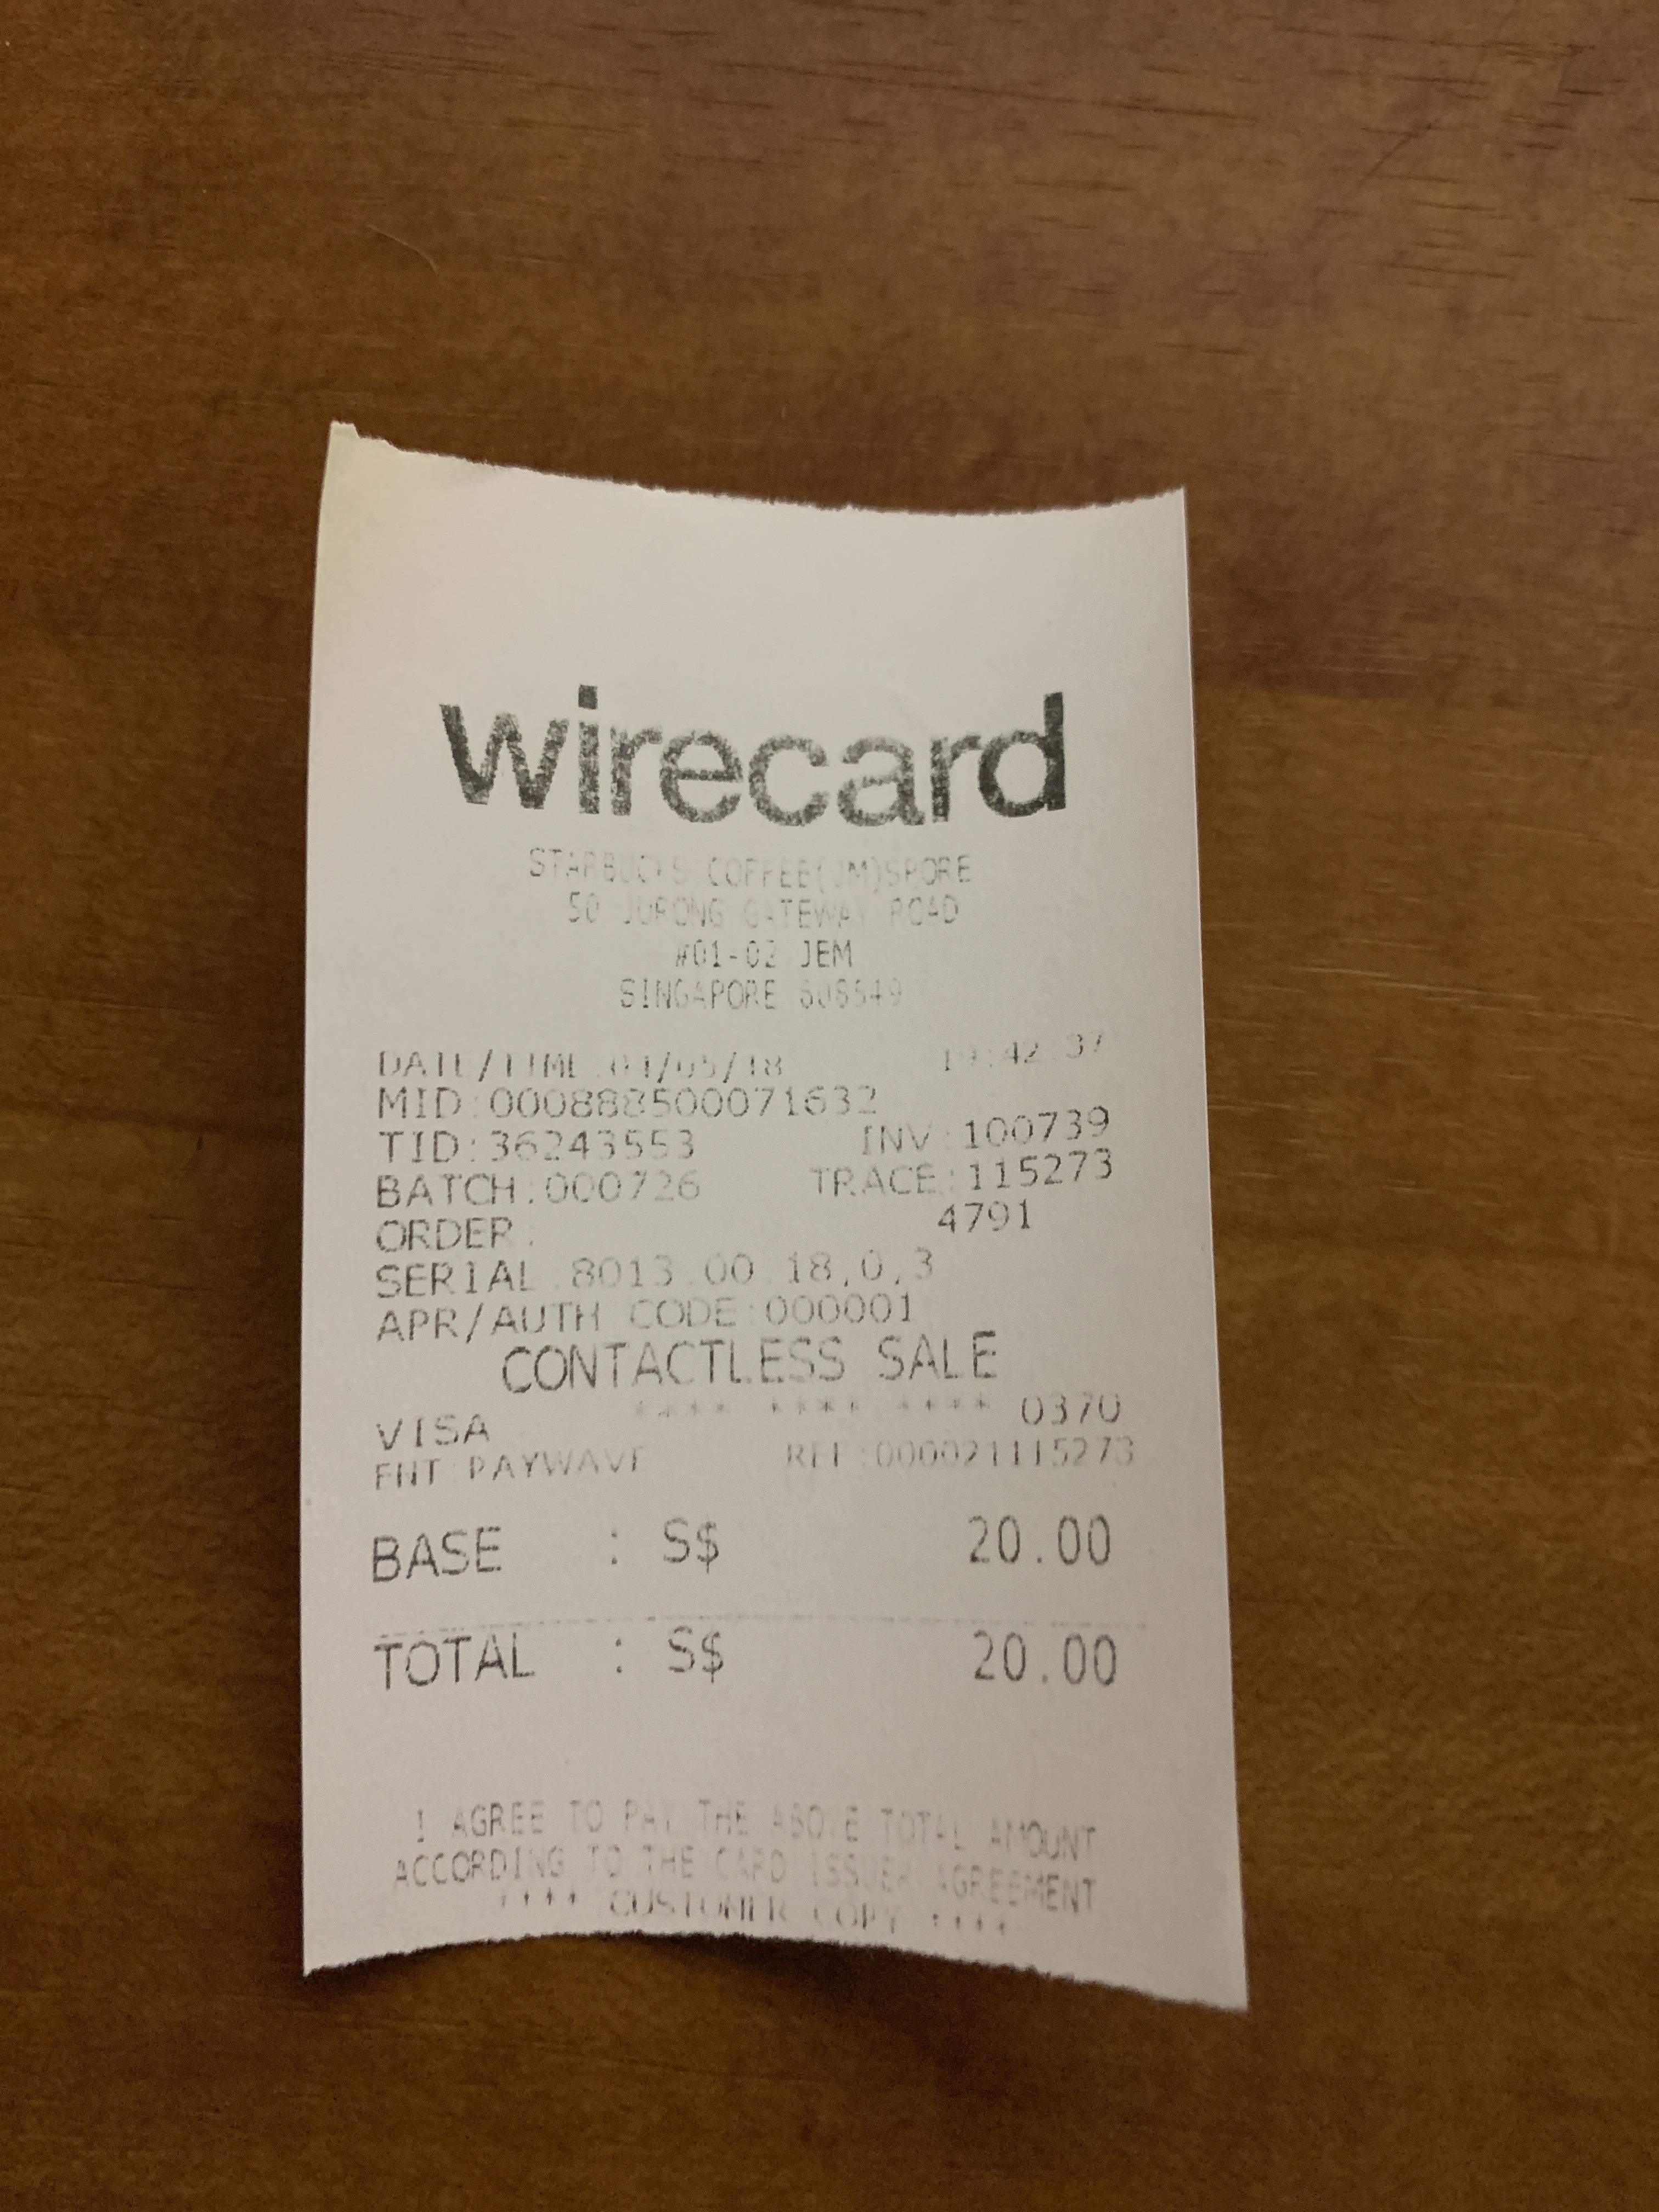 wirecard
STARBUCKS COFFEE(JM)SPORE
50 JURONG GATEWAY ROAD
#01-02 JEM
SINGAPORE 608549
DATE/TIME: 19:42:37
MID:000888500071632
TID:36243553 INV:100739
BATCH:000726 TRACE:115273
ORDER: 4791
SERIAL:8013.00.18,0,3
APR/AUTH CODE:000001
CONTACTLESS SALE
VISA **** **** **** 0370
ENT:PAYWAVE REF:000021115273
BASE : S$ 20.00
TOTAL : S$ 20.00
I AGREE TO PAY THE ABOVE TOTAL AMOUNT
ACCORDING TO THE CARD ISSUER AGREEMENT
**** CUSTOMER COPY ****